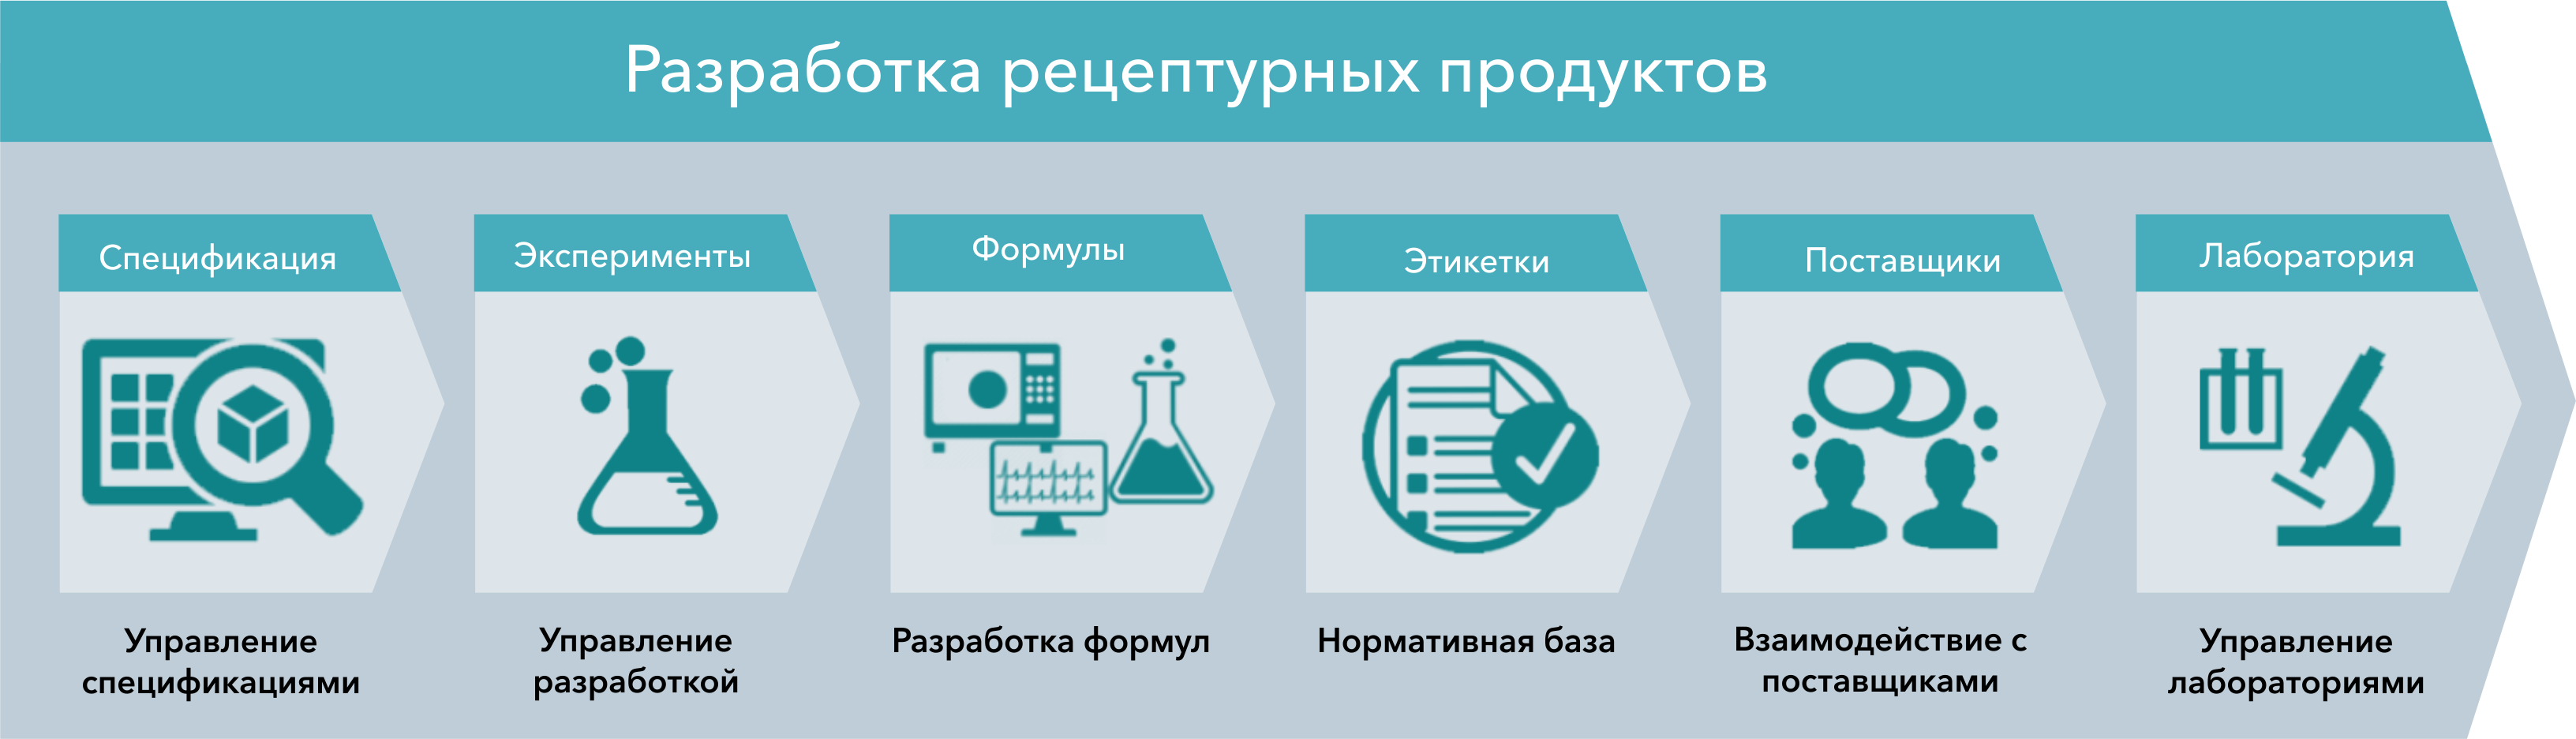 Разработка рецептурных продуктов
Спецификация
Эксперименты
Формулы
Этикетки
Поставщики
Лаборатория
Управление
спецификациями
Управление
разработкой
Разработка формул
Нормативная база
Взаимодействие с
поставщиками
Управление
лабораториями